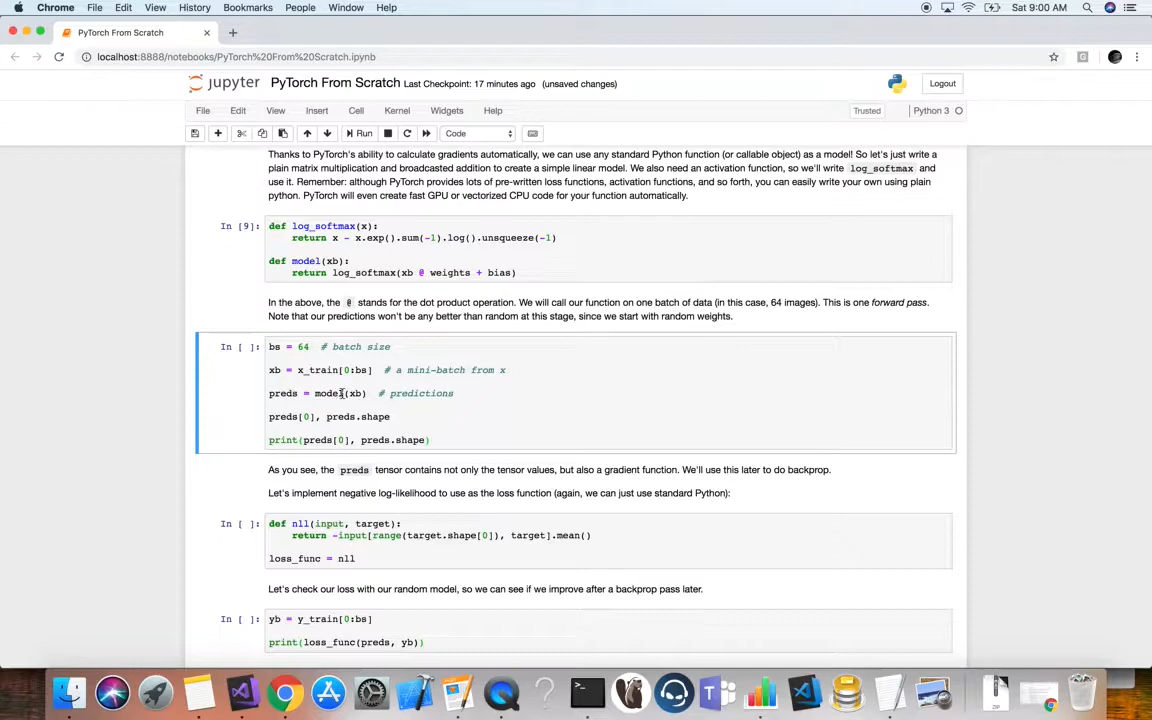 Chrome File Edit View History Bookmarks People Window Help Sat 9:00 AM
PyTorch From Scratch
localhost:8888/notebooks/PyTorch%20From%20Scratch.ipynb
jupyter PyTorch From Scratch Last Checkpoint: 17 minutes ago (unsaved changes) Logout
File Edit View Insert Cell Kernel Widgets Help Trusted Python 3
Run Code
Thanks to PyTorch's ability to calculate gradients automatically, we can use any standard Python function (or callable object) as a model! So let's just write a
plain matrix multiplication and broadcasted addition to create a simple linear model. We also need an activation function, so we'll write log_softmax and
use it. Remember: although PyTorch provides lots of pre-written loss functions, activation functions, and so forth, you can easily write your own using plain
python. PyTorch will even create fast GPU or vectorized CPU code for your function automatically.
In [9]: def log_softmax(x):
return x - x.exp().sum(-1).log().unsqueeze(-1)
def model(xb):
return log_softmax(xb @ weights + bias)
In the above, the @ stands for the dot product operation. We will call our function on one batch of data (in this case, 64 images). This is one forward pass.
Note that our predictions won't be any better than random at this stage, since we start with random weights.
In [ ]: bs = 64 # batch size
xb = x_train[0:bs] # a mini-batch from x
preds = model(xb) # predictions
preds[0], preds.shape
print(preds[0], preds.shape)
As you see, the preds tensor contains not only the tensor values, but also a gradient function. We'll use this later to do backprop.
Let's implement negative log-likelihood to use as the loss function (again, we can just use standard Python):
In [ ]: def nll(input, target):
return -input[range(target.shape[0]), target].mean()
loss_func = nll
Let's check our loss with our random model, so we can see if we improve after a backprop pass later.
In [ ]: yb = y_train[0:bs]
print(loss_func(preds, yb))